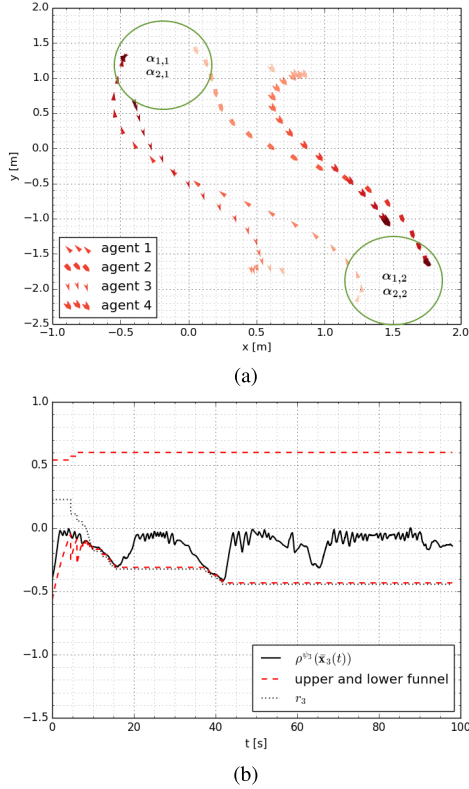 2.0
1.5
α1,1
α2,1
1.0
0.5
0.0
y [m]
−0.5
−1.0
−1.5
−2.0
−2.5
agent 1
agent 2
agent 3
agent 4
α1,2
α2,2
−1.0 −0.5 0.0 0.5 1.0 1.5 2.0
x [m]
(a)
1.0
0.5
0.0
−0.5
−1.0
−1.5
ρ^ψ3(x̄3(t))
upper and lower funnel
r3
0 20 40 60 80 100
t [s]
(b)